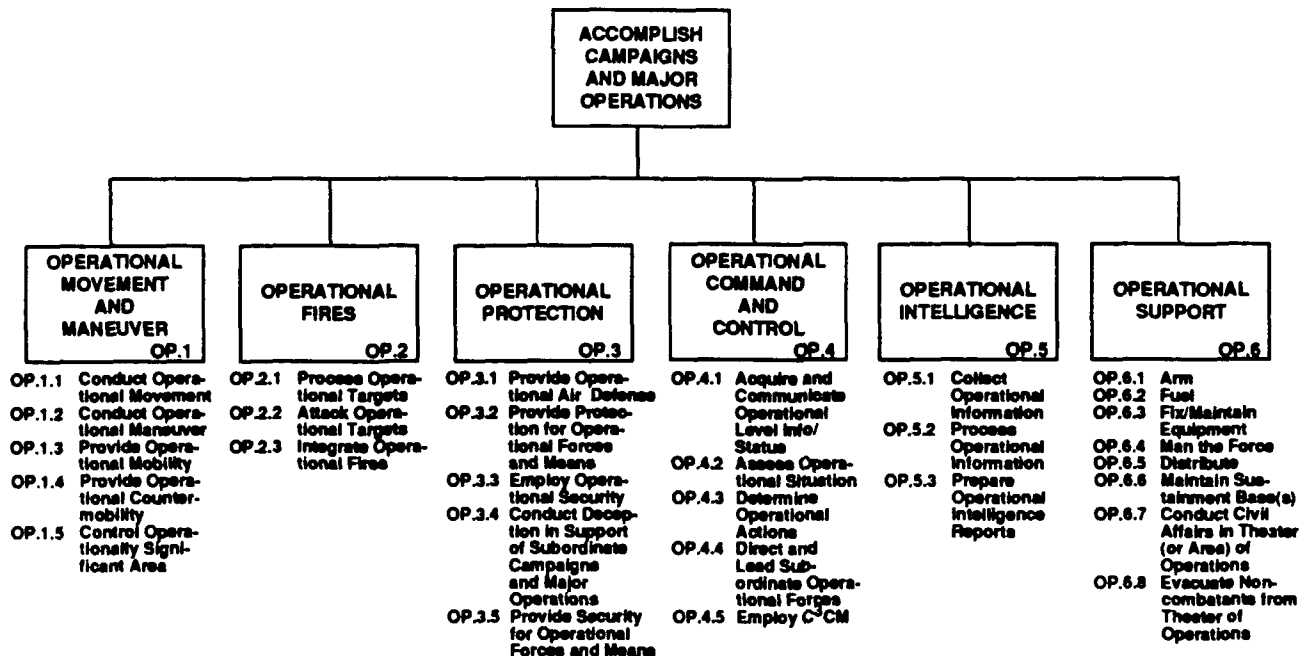 ACCOMPLISH
CAMPAIGNS
AND MAJOR
OPERATIONS
OPERATIONAL
MOVEMENT
AND
MANEUVER
OP.1
OP.1.1 Conduct Opera-
tional Movement
OP.1.2 Conduct Opera-
tional Maneuver
OP.1.3 Provide Opera-
tional Mobility
OP.1.4 Provide Opera-
tional Counter-
mobility
OP.1.5 Control Opera-
tionally Signi-
ficant Area
OPERATIONAL
FIRES
OP.2
OP.2.1 Process Opera-
tional Targets
OP.2.2 Attack Opera-
tional Targets
OP.2.3 Integrate Opera-
tional Fires
OPERATIONAL
PROTECTION
OP.3
OP.3.1 Provide Opera-
tional Air Defense
OP.3.2 Provide Protec-
tion for Opera-
tional Forces
and Means
OP.3.3 Employ Opera-
tional Security
OP.3.4 Conduct Decep-
tion in Support
of Subordinate
Campaigns
and Major
Operations
OP.3.5 Provide Security
for Operational
Forces and Means
OPERATIONAL
COMMAND
AND
CONTROL
OP.4
OP.4.1 Acquire and
Communicate
Operational
Level Info/
Status
OP.4.2 Assess Opera-
tional Situation
OP.4.3 Determine
Operational
Actions
OP.4.4 Direct and
Lead Sub-
ordinate Opera-
tional Forces
OP.4.5 Employ C³CM
OPERATIONAL
INTELLIGENCE
OP.5
OP.5.1 Collect
Operational
Information
OP.5.2 Process
Operational
Information
OP.5.3 Prepare
Operational
Intelligence
Reports
OPERATIONAL
SUPPORT
OP.6
OP.6.1 Arm
OP.6.2 Fuel
OP.6.3 Fix/Maintain
Equipment
OP.6.4 Man the Force
OP.6.5 Distribute
OP.6.6 Maintain Sus-
tainment Base(s)
OP.6.7 Conduct Civil
Affairs in Theater
(or Area) of
Operations
OP.6.8 Evacuate Non-
combatants from
Theater of
Operations